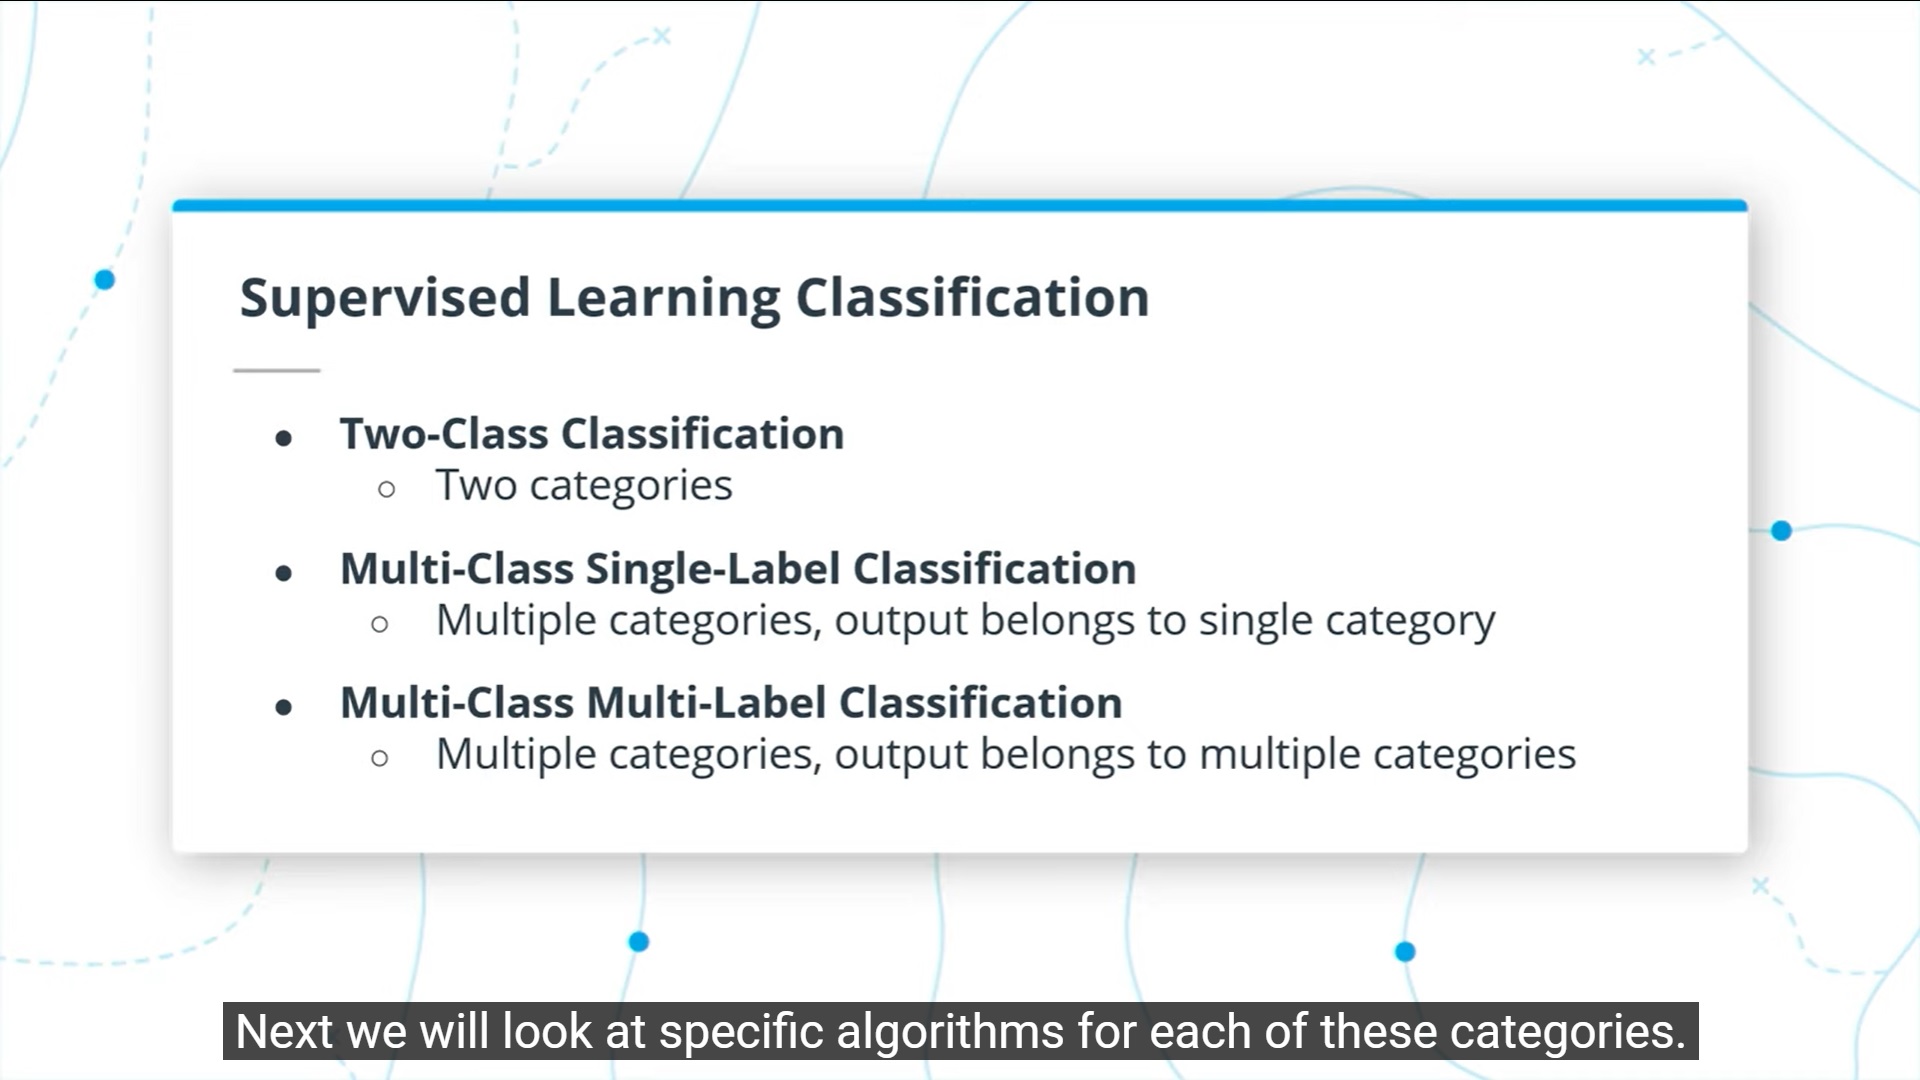 Supervised Learning Classification
● Two-Class Classification
○ Two categories
● Multi-Class Single-Label Classification
○ Multiple categories, output belongs to single category
● Multi-Class Multi-Label Classification
○ Multiple categories, output belongs to multiple categories
Next we will look at specific algorithms for each of these categories.